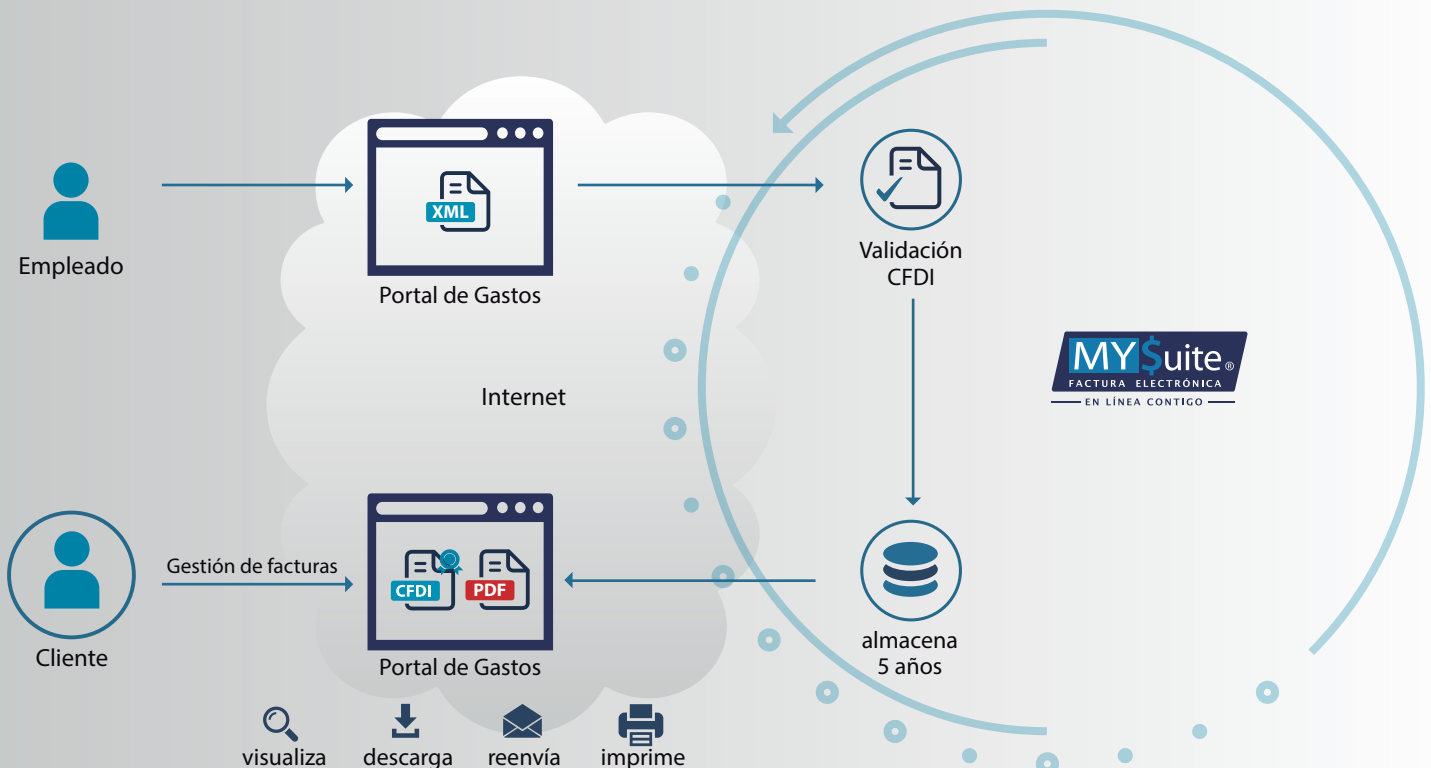 XML
Empleado
Portal de Gastos
Validación
CFDI
Internet
MY$uite®
FACTURA ELECTRÓNICA
EN LÍNEA CONTIGO
Gestión de facturas
CFDI
PDF
Cliente
Portal de Gastos
almacena
5 años
visualiza
descarga
reenvía
imprime